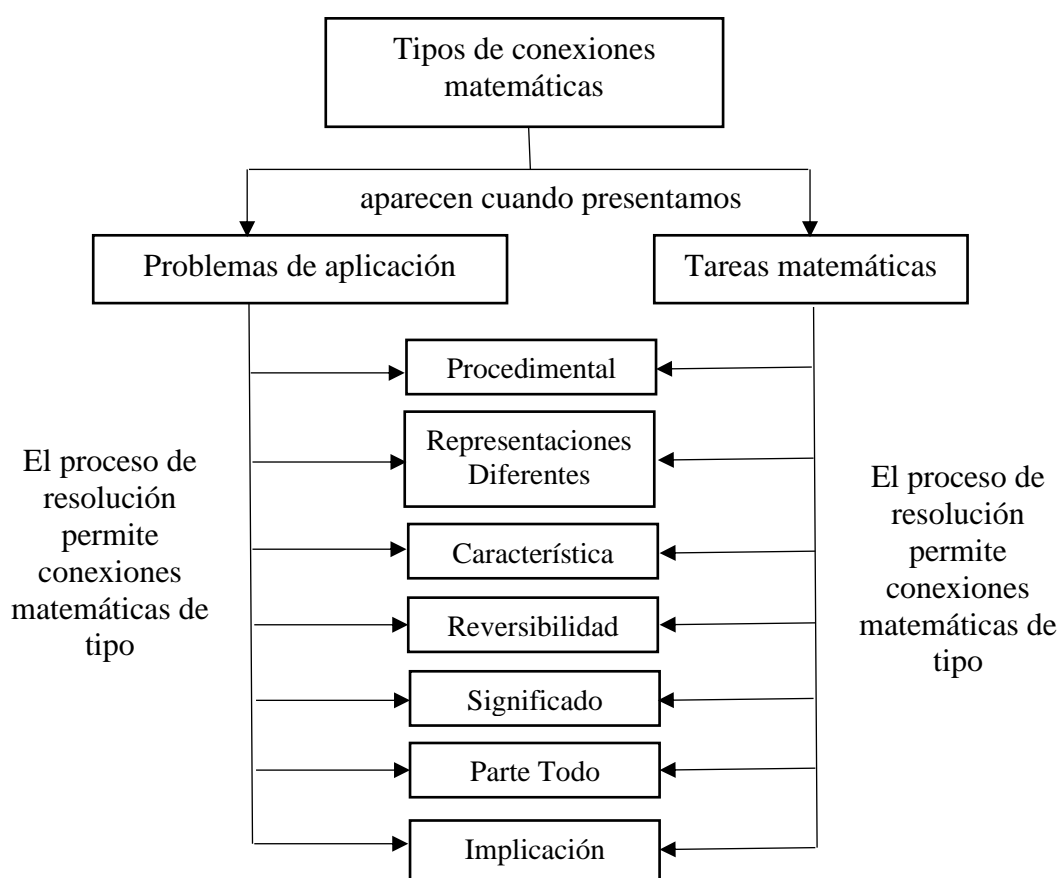 Tipos de conexiones
matemáticas
aparecen cuando presentamos
Problemas de aplicación
Tareas matemáticas
El proceso de
resolución
permite
conexiones
matemáticas de
tipo
Procedimental
Representaciones
Diferentes
Característica
Reversibilidad
Significado
Parte Todo
Implicación
El proceso de
resolución
permite
conexiones
matemáticas de
tipo